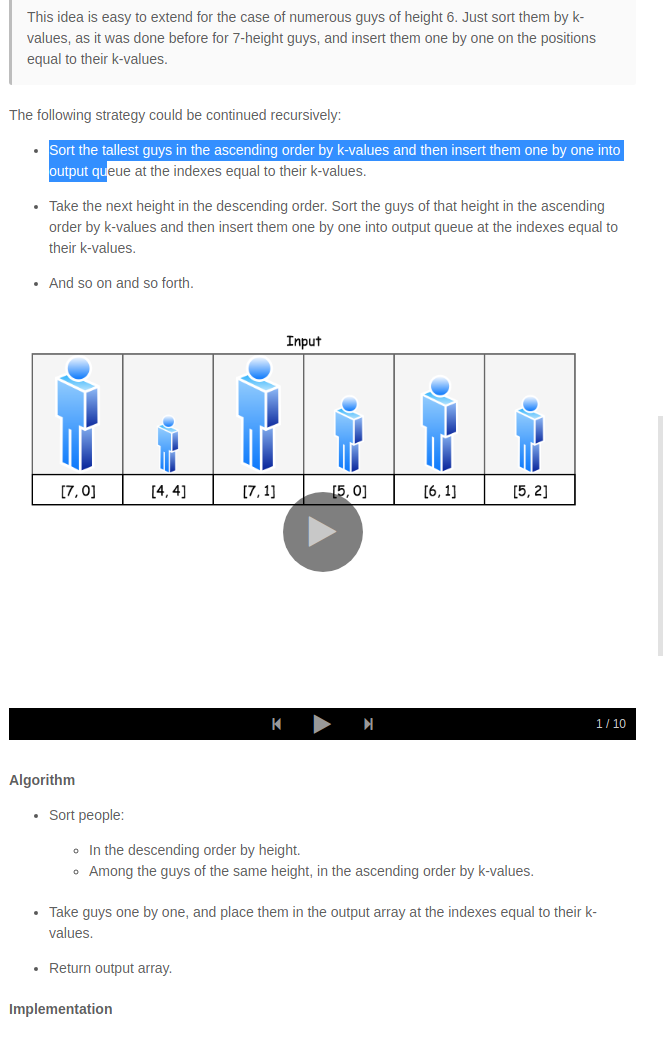 This idea is easy to extend for the case of numerous guys of height 6. Just sort them by k-
values, as it was done before for 7-height guys, and insert them one by one on the positions
equal to their k-values.
The following strategy could be continued recursively:
• Sort the tallest guys in the ascending order by k-values and then insert them one by one into
output queue at the indexes equal to their k-values.
• Take the next height in the descending order. Sort the guys of that height in the ascending
order by k-values and then insert them one by one into output queue at the indexes equal to
their k-values.
• And so on and so forth.
Input
[7, 0] [4, 4] [7, 1] [5, 0] [6, 1] [5, 2]
1 / 10
Algorithm
• Sort people:
◦ In the descending order by height.
◦ Among the guys of the same height, in the ascending order by k-values.
• Take guys one by one, and place them in the output array at the indexes equal to their k-
values.
• Return output array.
Implementation